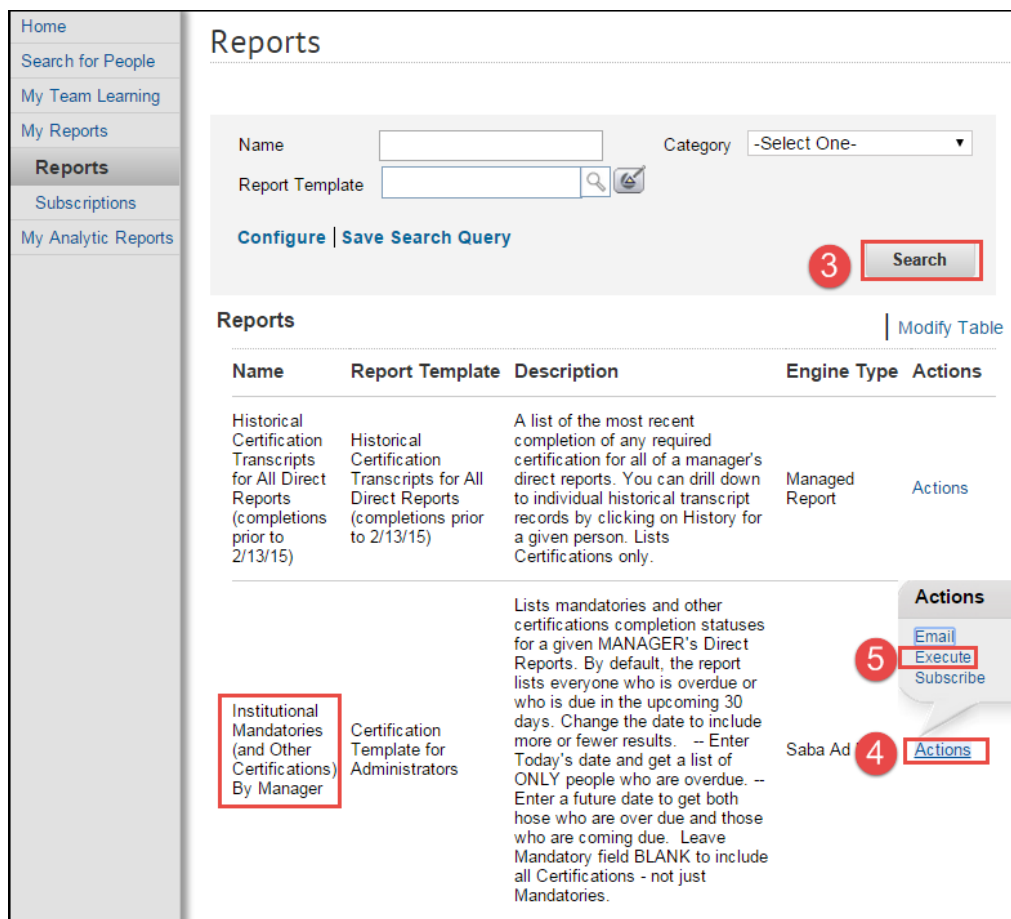 Home
Search for People
My Team Learning
My Reports
Reports
Subscriptions
My Analytic Reports
Reports
Name
Category -Select One-
Report Template
Configure | Save Search Query
3
Search
Reports
Modify Table
Name Report Template Description Engine Type Actions
Historical
Certification
Transcripts
for All Direct
Reports
(completions
prior to
2/13/15)
Historical
Certification
Transcripts for All
Direct Reports
(completions prior
to 2/13/15)
A list of the most recent
completion of any required
certification for all of a manager's
direct reports. You can drill down
to individual historical transcript
records by clicking on History for
a given person. Lists
Certifications only.
Managed
Report
Actions
Institutional
Mandatories
(and Other
Certifications)
By Manager
Certification
Template for
Administrators
Lists mandatories and other
certifications completion statuses
for a given MANAGER's Direct
Reports. By default, the report
lists everyone who is overdue or
who is due in the upcoming 30
days. Change the date to include
more or fewer results. -- Enter
Today's date and get a list of
ONLY people who are overdue. --
Enter a future date to get both
hose who are over due and those
who are coming due. Leave
Mandatory field BLANK to include
all Certifications - not just
Mandatories.
Saba Ad
4
Actions
Actions
Email
5
Execute
Subscribe